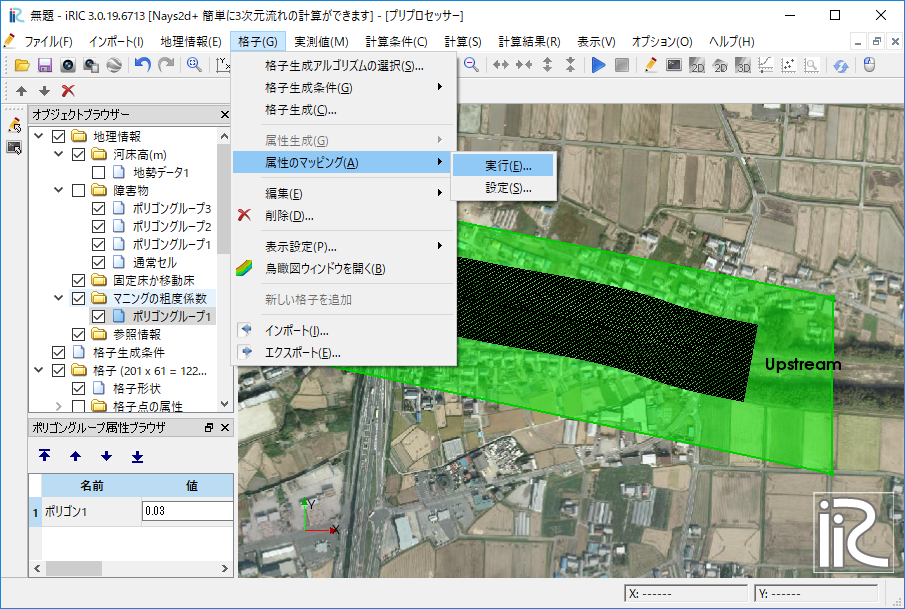 無題 - iRIC 3.0.19.6713 [Nays2d+ 簡単に3次元流れの計算ができます] - [プリプロセッサー]
ファイル(F) インポート(I) 地理情報(E) 格子(G) 実測値(M) 計算条件(C) 計算(S) 計算結果(R) 表示(V) オプション(O) ヘルプ(H)
2D 2D 3D
格子生成アルゴリズムの選択(S)...
格子生成条件(G)
格子生成(C)...
属性生成(G)
属性のマッピング(A)
実行(E)...
設定(S)...
編集(E)
削除(D)...
表示設定(P)...
鳥瞰図ウィンドウを開く(B)
新しい格子を追加
インポート(I)...
エクスポート(E)...
オブジェクトブラウザー
地理情報
河床高(m)
地勢データ1
障害物
ポリゴングループ3
ポリゴングループ2
ポリゴングループ1
通常セル
固定床か移動床
マニングの粗度係数
ポリゴングループ1
参照情報
格子生成条件
格子 (201 x 61 = 122...
格子形状
格子点の属性
ポリゴングループ属性ブラウザ
名前 値
1 ポリゴン1 0.03
Upstream
Y
X
iRIC
X: ------ Y: ------